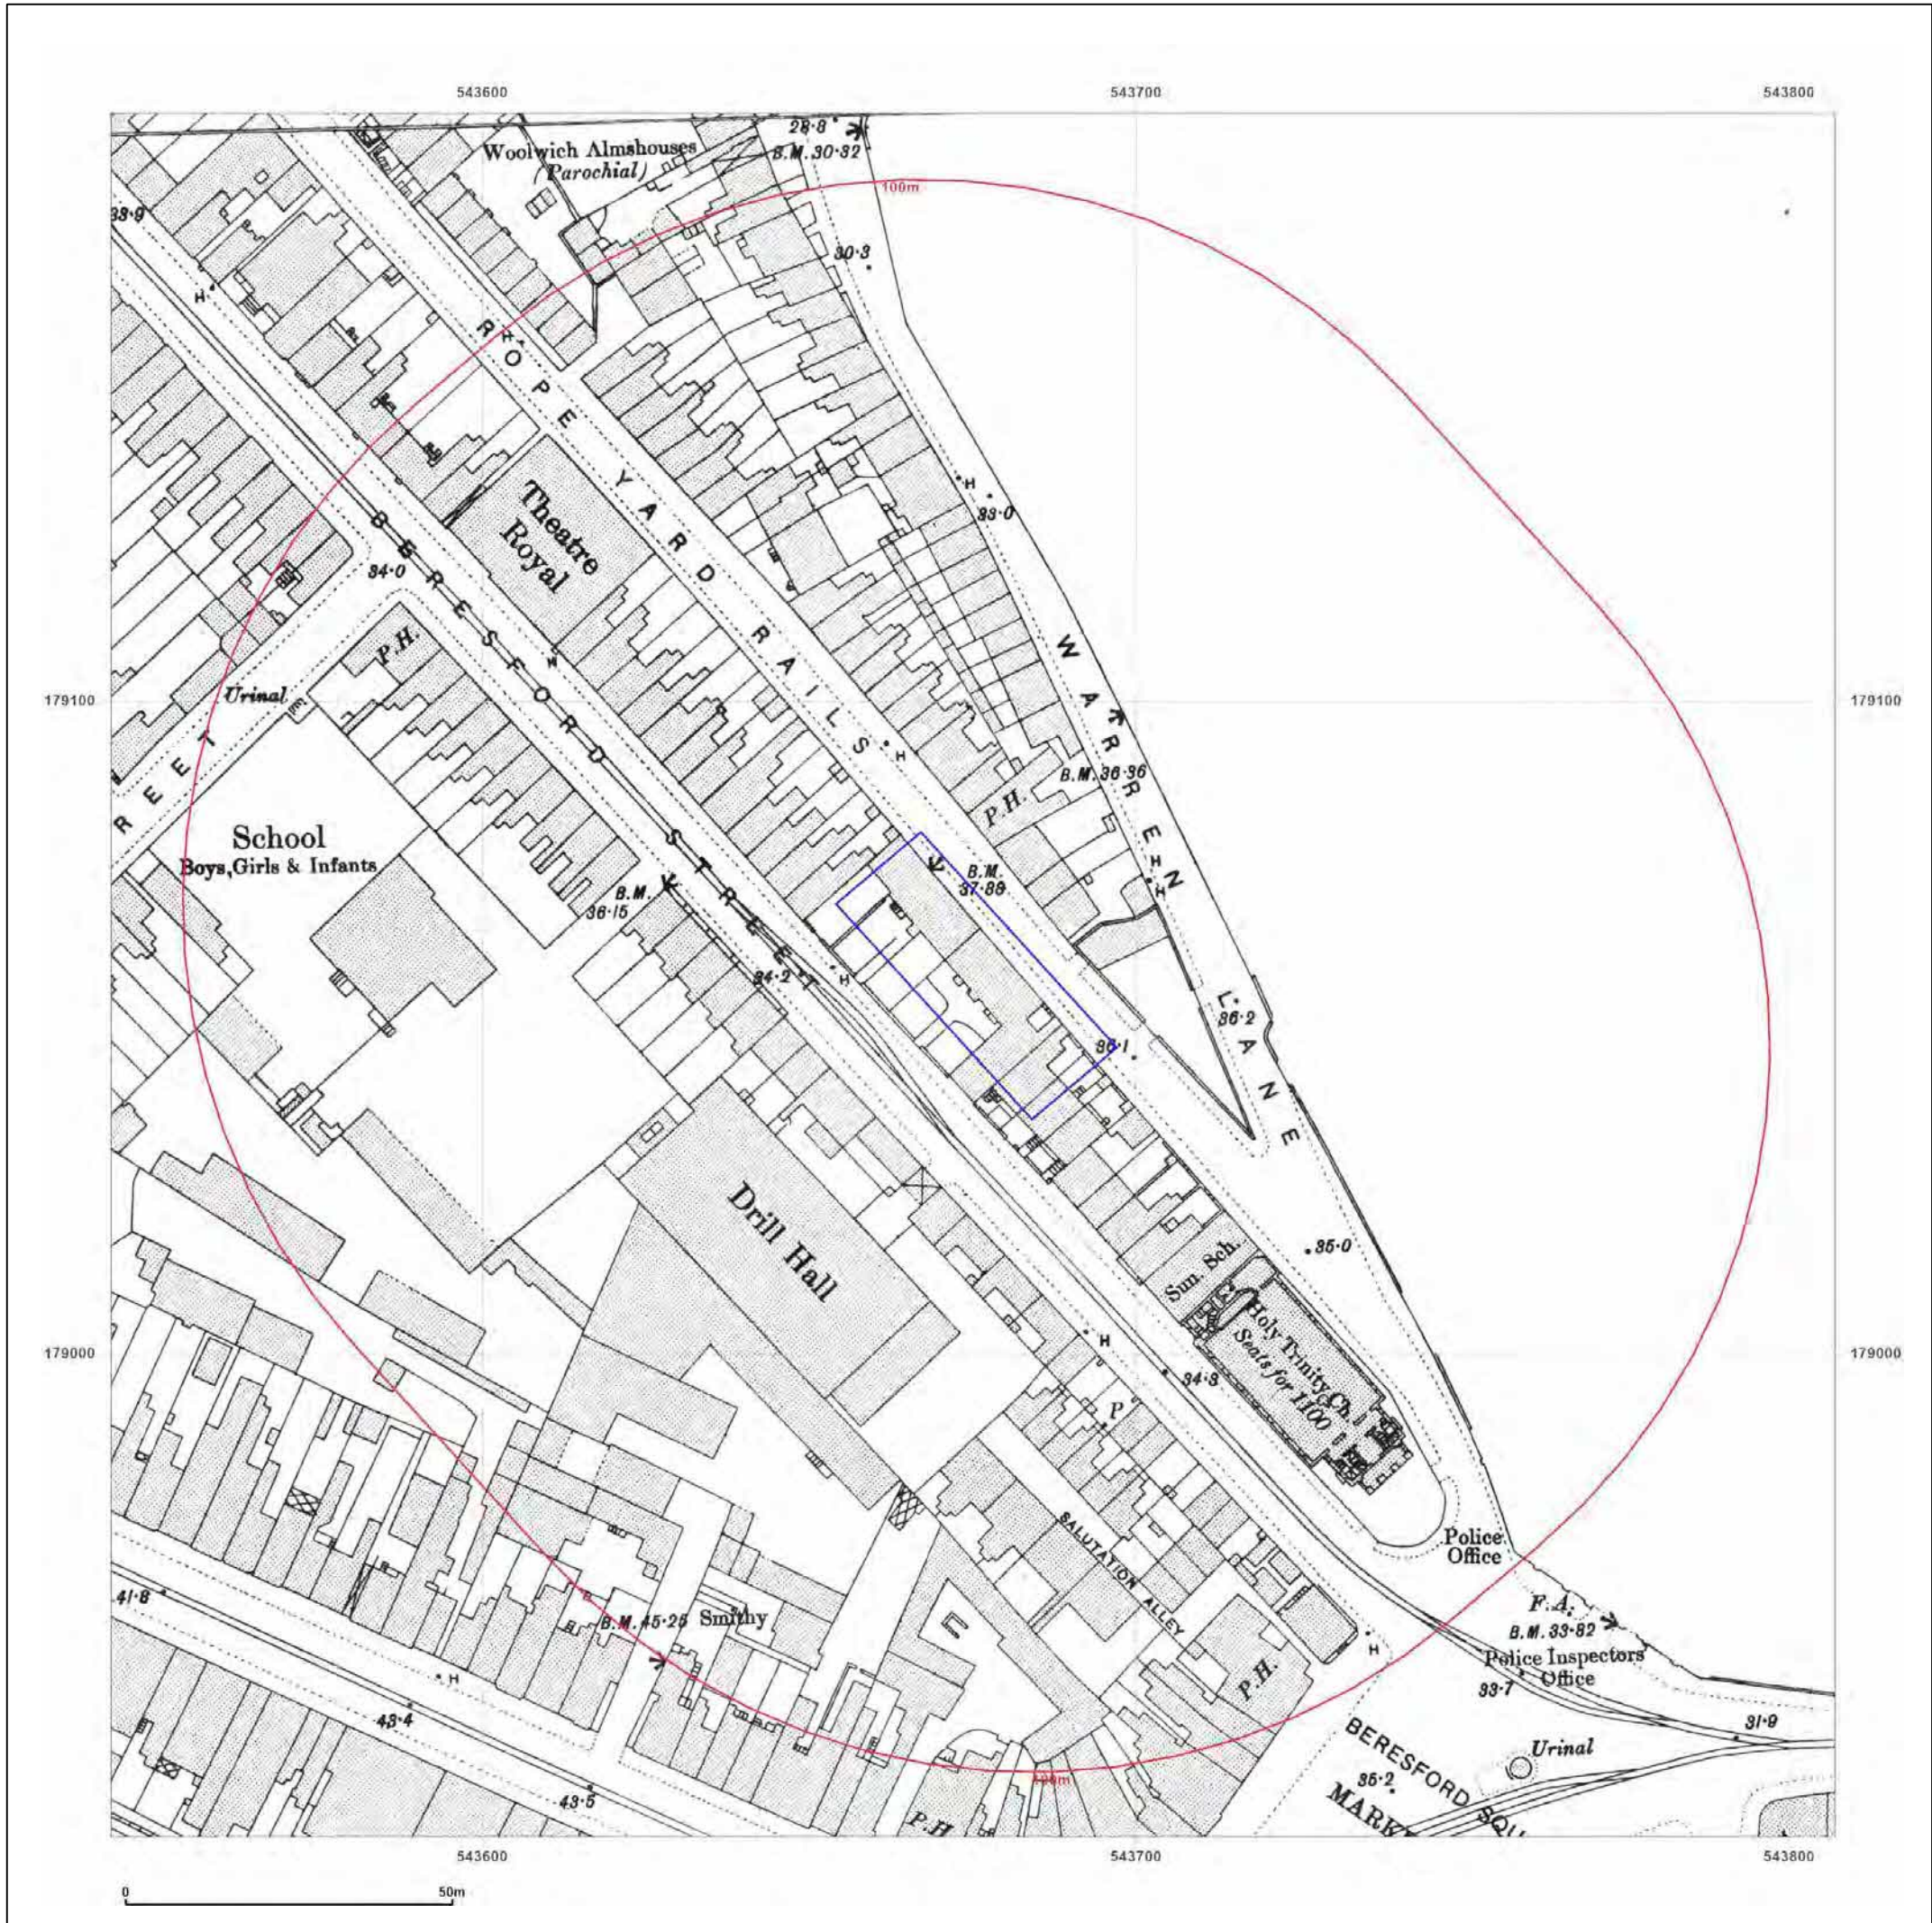 543600
543700
543800
Woolwich Almshouses
(Parochial)
28·8
B.M. 30·32
100m
33·9
30·3
H
ROPE YARD RAILS
H
33·0
Theatre
Royal
BERESFORD STREET
34·0
P.H.
W
WARREN LANE
Urinal
179100
179100
REET
H
B.M. 36·36
P.H.
School
Boys, Girls & Infants
H
H
B.M.
37·88
B.M.
36·15
34·2
H
36·2
36·1
Drill Hall
35·0
Sun. Sch.
Holy Trinity Ch.
Seats for 1100
H
179000
179000
34·3
P
SALUTATION ALLEY
Police
Office
41·8
B.M. 45·25
Smithy
F.A.
B.M. 33·82
Police Inspectors
Office
H
H
P.H.
33·7
43·4
31·9
BERESFORD SQU
Urinal
35·2
MARK
100m
43·5
P.H
543600
543700
543800
0
50m